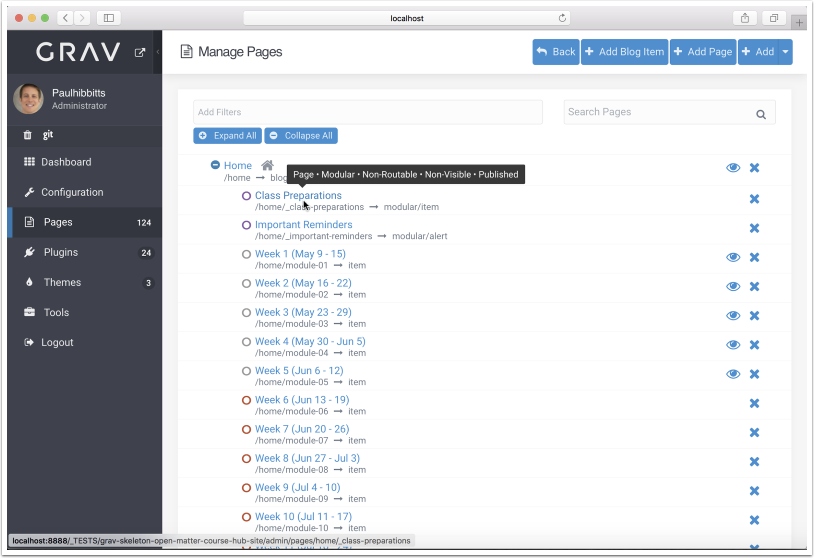 localhost
GRAV
Manage Pages
Back
Add Blog Item
Add Page
Add
Paulhibbitts
Administrator
git
Dashboard
Configuration
Pages
124
Plugins
24
Themes
3
Tools
Logout
Add Filters
Search Pages
Expand All
Collapse All
Home
/home → blog
Page • Modular • Non-Routable • Non-Visible • Published
Class Preparations
/home/_class-preparations → modular/item
Important Reminders
/home/_important-reminders → modular/alert
Week 1 (May 9 - 15)
/home/module-01 → item
Week 2 (May 16 - 22)
/home/module-02 → item
Week 3 (May 23 - 29)
/home/module-03 → item
Week 4 (May 30 - Jun 5)
/home/module-04 → item
Week 5 (Jun 6 - 12)
/home/module-05 → item
Week 6 (Jun 13 - 19)
/home/module-06 → item
Week 7 (Jun 20 - 26)
/home/module-07 → item
Week 8 (Jun 27 - Jul 3)
/home/module-08 → item
Week 9 (Jul 4 - 10)
/home/module-09 → item
Week 10 (Jul 11 - 17)
/home/module-10 → item
localhost:8888/_TESTS/grav-skeleton-open-matter-course-hub-site/admin/pages/home/_class-preparations